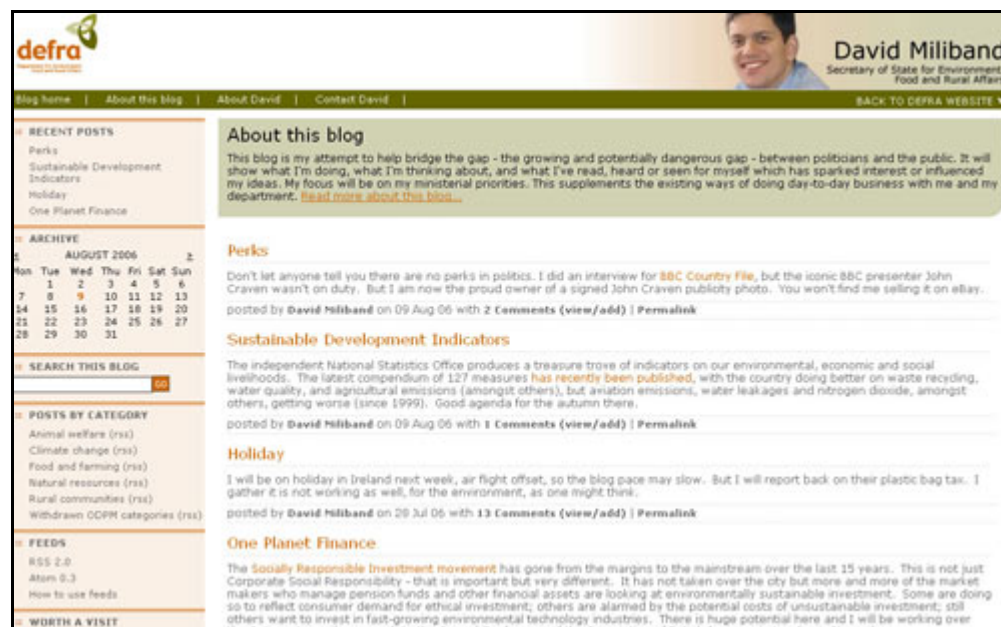 defra
David Miliband
Secretary of State for Environment
Food and Rural Affairs
Blog home | About this blog | About David | Contact David |
BACK TO DEFRA WEBSITE
RECENT POSTS
Perks
Sustainable Development
Indicators
Holiday
One Planet Finance
ARCHIVE
AUGUST 2006
Mon Tue Wed Thu Fri Sat Sun
1 2 3 4 5 6
7 8 9 10 11 12 13
14 15 16 17 18 19 20
21 22 23 24 25 26 27
28 29 30 31
SEARCH THIS BLOG
GO
POSTS BY CATEGORY
Animal welfare (rss)
Climate change (rss)
Food and farming (rss)
Natural resources (rss)
Rural communities (rss)
Withdrawn ODPM categories (rss)
FEEDS
RSS 2.0
Atom 0.3
How to use feeds
WORTH A VISIT
About this blog
This blog is my attempt to help bridge the gap - the growing and potentially dangerous gap - between politicians and the public. It will
show what I'm doing, what I'm thinking about, and what I've read, heard or seen for myself which has sparked interest or influenced
my ideas. My focus will be on my ministerial priorities. This supplements the existing ways of doing day-to-day business with me and my
department. Read more about this blog...
Perks
Don't let anyone tell you there are no perks in politics. I did an interview for BBC Country File, but the iconic BBC presenter John
Craven wasn't on duty. But I am now the proud owner of a signed John Craven publicity photo. You won't find me selling it on eBay.
posted by David Miliband on 09 Aug 06 with 2 Comments (view/add) | Permalink
Sustainable Development Indicators
The independent National Statistics Office produces a treasure trove of indicators on our environmental, economic and social
livelihoods. The latest compendium of 127 measures has recently been published, with the country doing better on waste recycling,
water quality, and agricultural emissions (amongst others), but aviation emissions, water leakages and nitrogen dioxide, amongst
others, getting worse (since 1999). Good agenda for the autumn there.
posted by David Miliband on 09 Aug 06 with 1 Comments (view/add) | Permalink
Holiday
I will be on holiday in Ireland next week, air flight offset, so the blog pace may slow. But I will report back on their plastic bag tax. I
gather it is not working as well, for the environment, as one might think.
posted by David Miliband on 28 Jul 06 with 13 Comments (view/add) | Permalink
One Planet Finance
The Socially Responsible Investment movement has gone from the margins to the mainstream over the last 15 years. This is not just
Corporate Social Responsibility - that is important but very different. It has not taken over the city but more and more of the market
makers who manage pension funds and other financial assets are looking at environmentally sustainable investment. Some are doing
so to reflect consumer demand for ethical investment; others are alarmed by the potential costs of unsustainable investment; still
others want to invest in fast-growing environmental technology industries. There is huge potential here and I will be working over